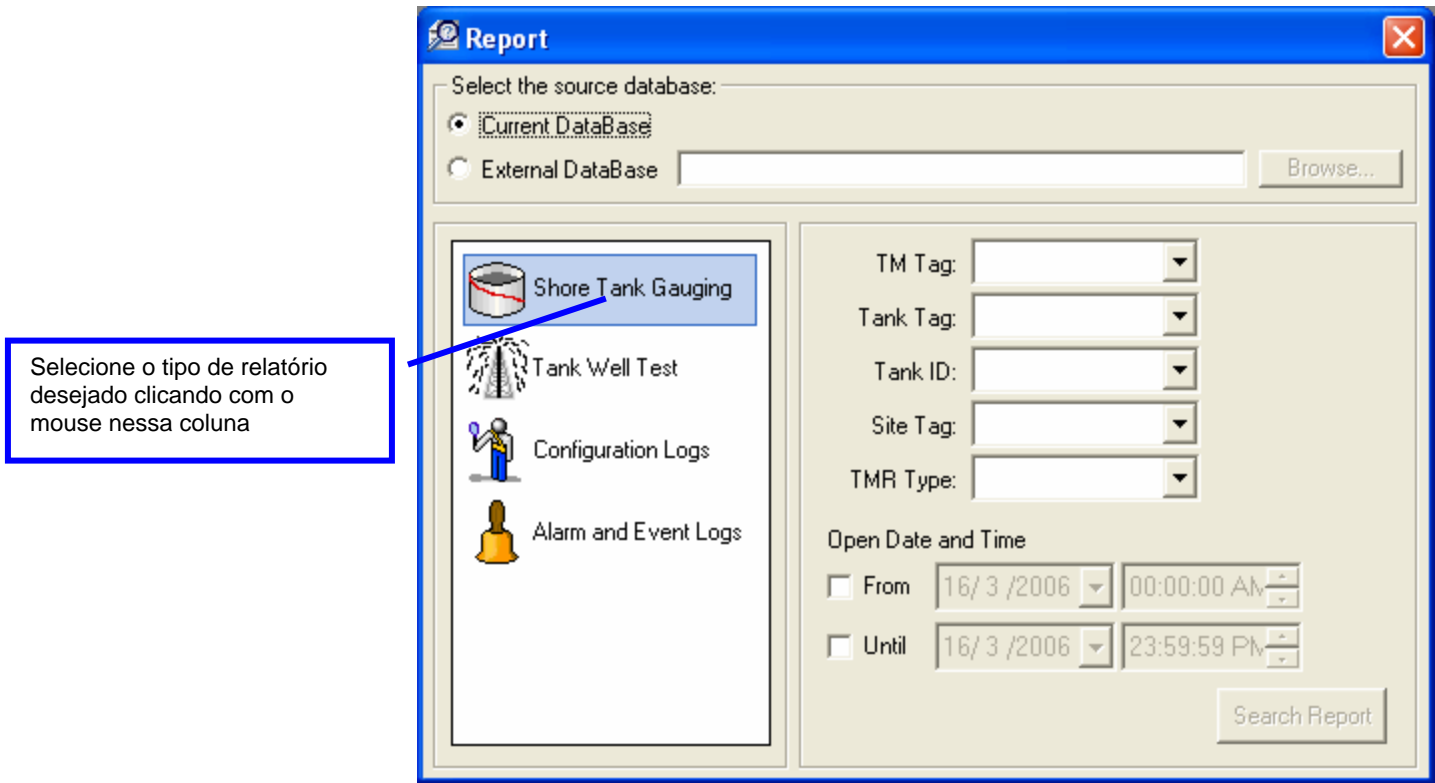 Report
Select the source database:
Current DataBase
External DataBase
Browse...
Shore Tank Gauging
Tank Well Test
Configuration Logs
Alarm and Event Logs
Selecione o tipo de relatório
desejado clicando com o
mouse nessa coluna
TM Tag:
Tank Tag:
Tank ID:
Site Tag:
TMR Type:
Open Date and Time
From 16/ 3 /2006 00:00:00 AM
Until 16/ 3 /2006 23:59:59 PM
Search Report